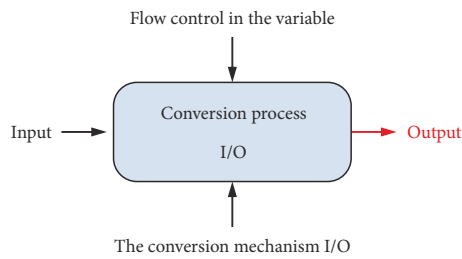 Flow control in the variable
Conversion process
Input
Output
I/O
The conversion mechanism I/O